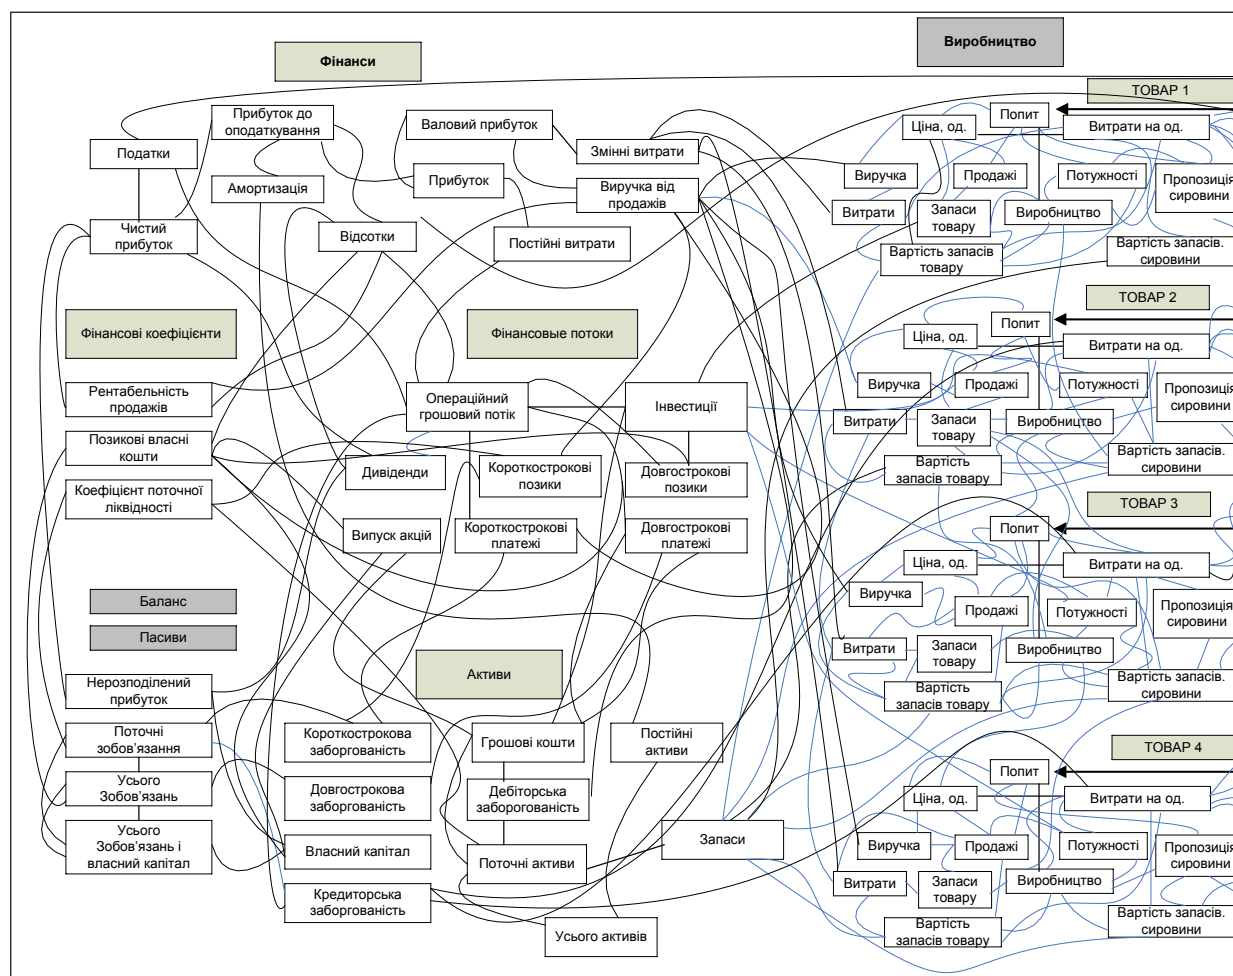 Фінанси
Виробництво
Прибуток до
оподаткування
Валовий прибуток
Змінні витрати
Податки
Амортизація
Прибуток
Виручка від
продажів
Чистий
прибуток
Відсотки
Постійні витрати
Фінансові коефіцієнти
Фінансовые потоки
Рентабельність
продажів
Операційний
грошовий потік
Інвестиції
Позикові власні
кошти
Дивіденди
Короткострокові
позики
Довгострокові
позики
Коефіцієнт поточної
ліквідності
Випуск акцій
Короткострокові
платежі
Довгострокові
платежі
Баланс
Пасиви
Активи
Нерозподілений
прибуток
Поточні
зобов’язання
Короткострокова
заборгованість
Грошові кошти
Постійні
активи
Усього
Зобов’язань
Довгострокова
заборгованість
Дебіторська
заборогованість
Усього
Зобов’язань і
власний капітал
Власний капітал
Поточні активи
Запаси
Кредиторська
заборгованість
Усього активів
ТОВАР 1
Попит
Ціна, од.
Витрати на од.
Виручка
Продажі
Потужності
Пропозиція
сировини
Витрати
Запаси
товару
Виробництво
Вартість запасів
товару
Вартість запасів.
сировини
ТОВАР 2
Попит
Ціна, од.
Витрати на од.
Виручка
Продажі
Потужності
Пропозиція
сировини
Витрати
Запаси
товару
Виробництво
Вартість
запасів товару
Вартість запасів.
сировини
ТОВАР 3
Попит
Ціна, од.
Витрати на од.
Виручка
Продажі
Потужності
Пропозиція
сировини
Витрати
Запаси
товару
Виробництво
Вартість
запасів товару
Вартість запасів.
сировини
ТОВАР 4
Попит
Ціна, од.
Витрати на од.
Виручка
Продажі
Потужності
Пропозиція
сировини
Витрати
Запаси
товару
Виробництво
Вартість
запасів товару
Вартість запасів.
сировини